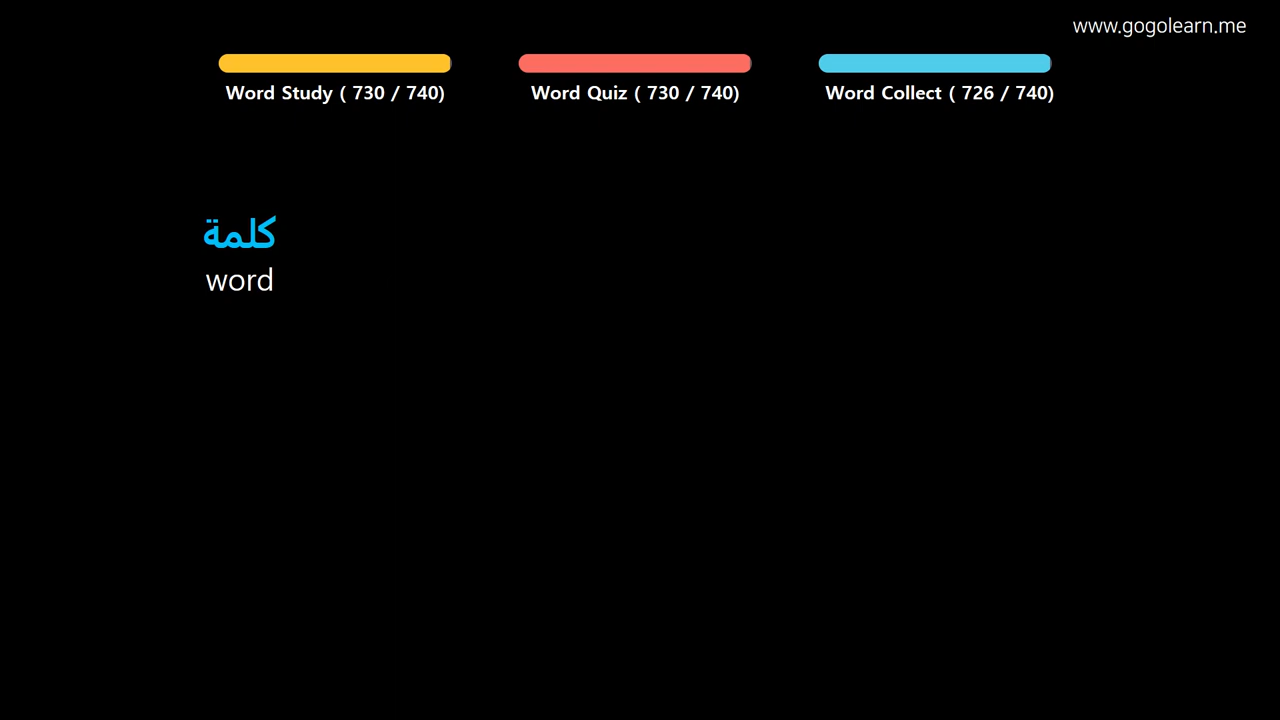 www.gogolearn.me
Word Study ( 730 / 740)
Word Quiz ( 730 / 740)
Word Collect ( 726 / 740)
كلمة
word